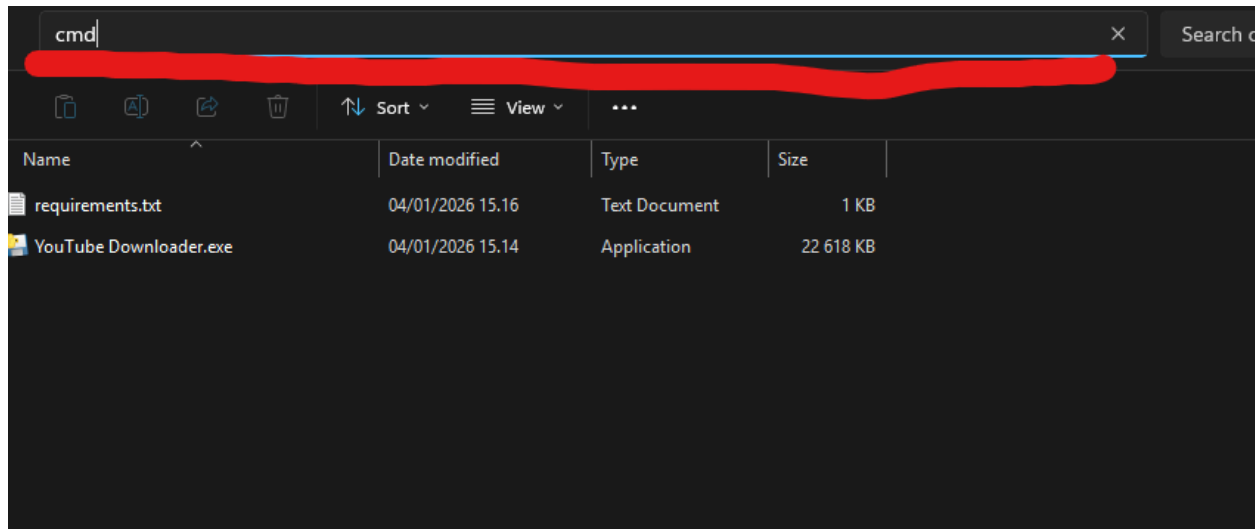 cmd
Search
Sort
View
Name Date modified Type Size
requirements.txt 04/01/2026 15.16 Text Document 1 KB
YouTube Downloader.exe 04/01/2026 15.14 Application 22 618 KB